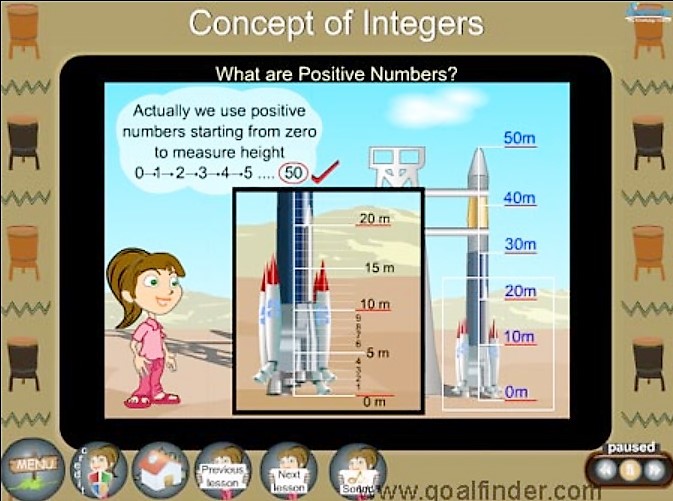 Concept of Integers
What are Positive Numbers?
Actually we use positive
numbers starting from zero
to measure height
0→1→2→3→4→5 .... 50
20 m
15 m
10 m
9
8
7
6
5 m
4
3
2
1
0 m
50m
40m
30m
20m
10m
0m
MENU
Previous
lesson
Next
lesson
paused
www.goalfinder.com